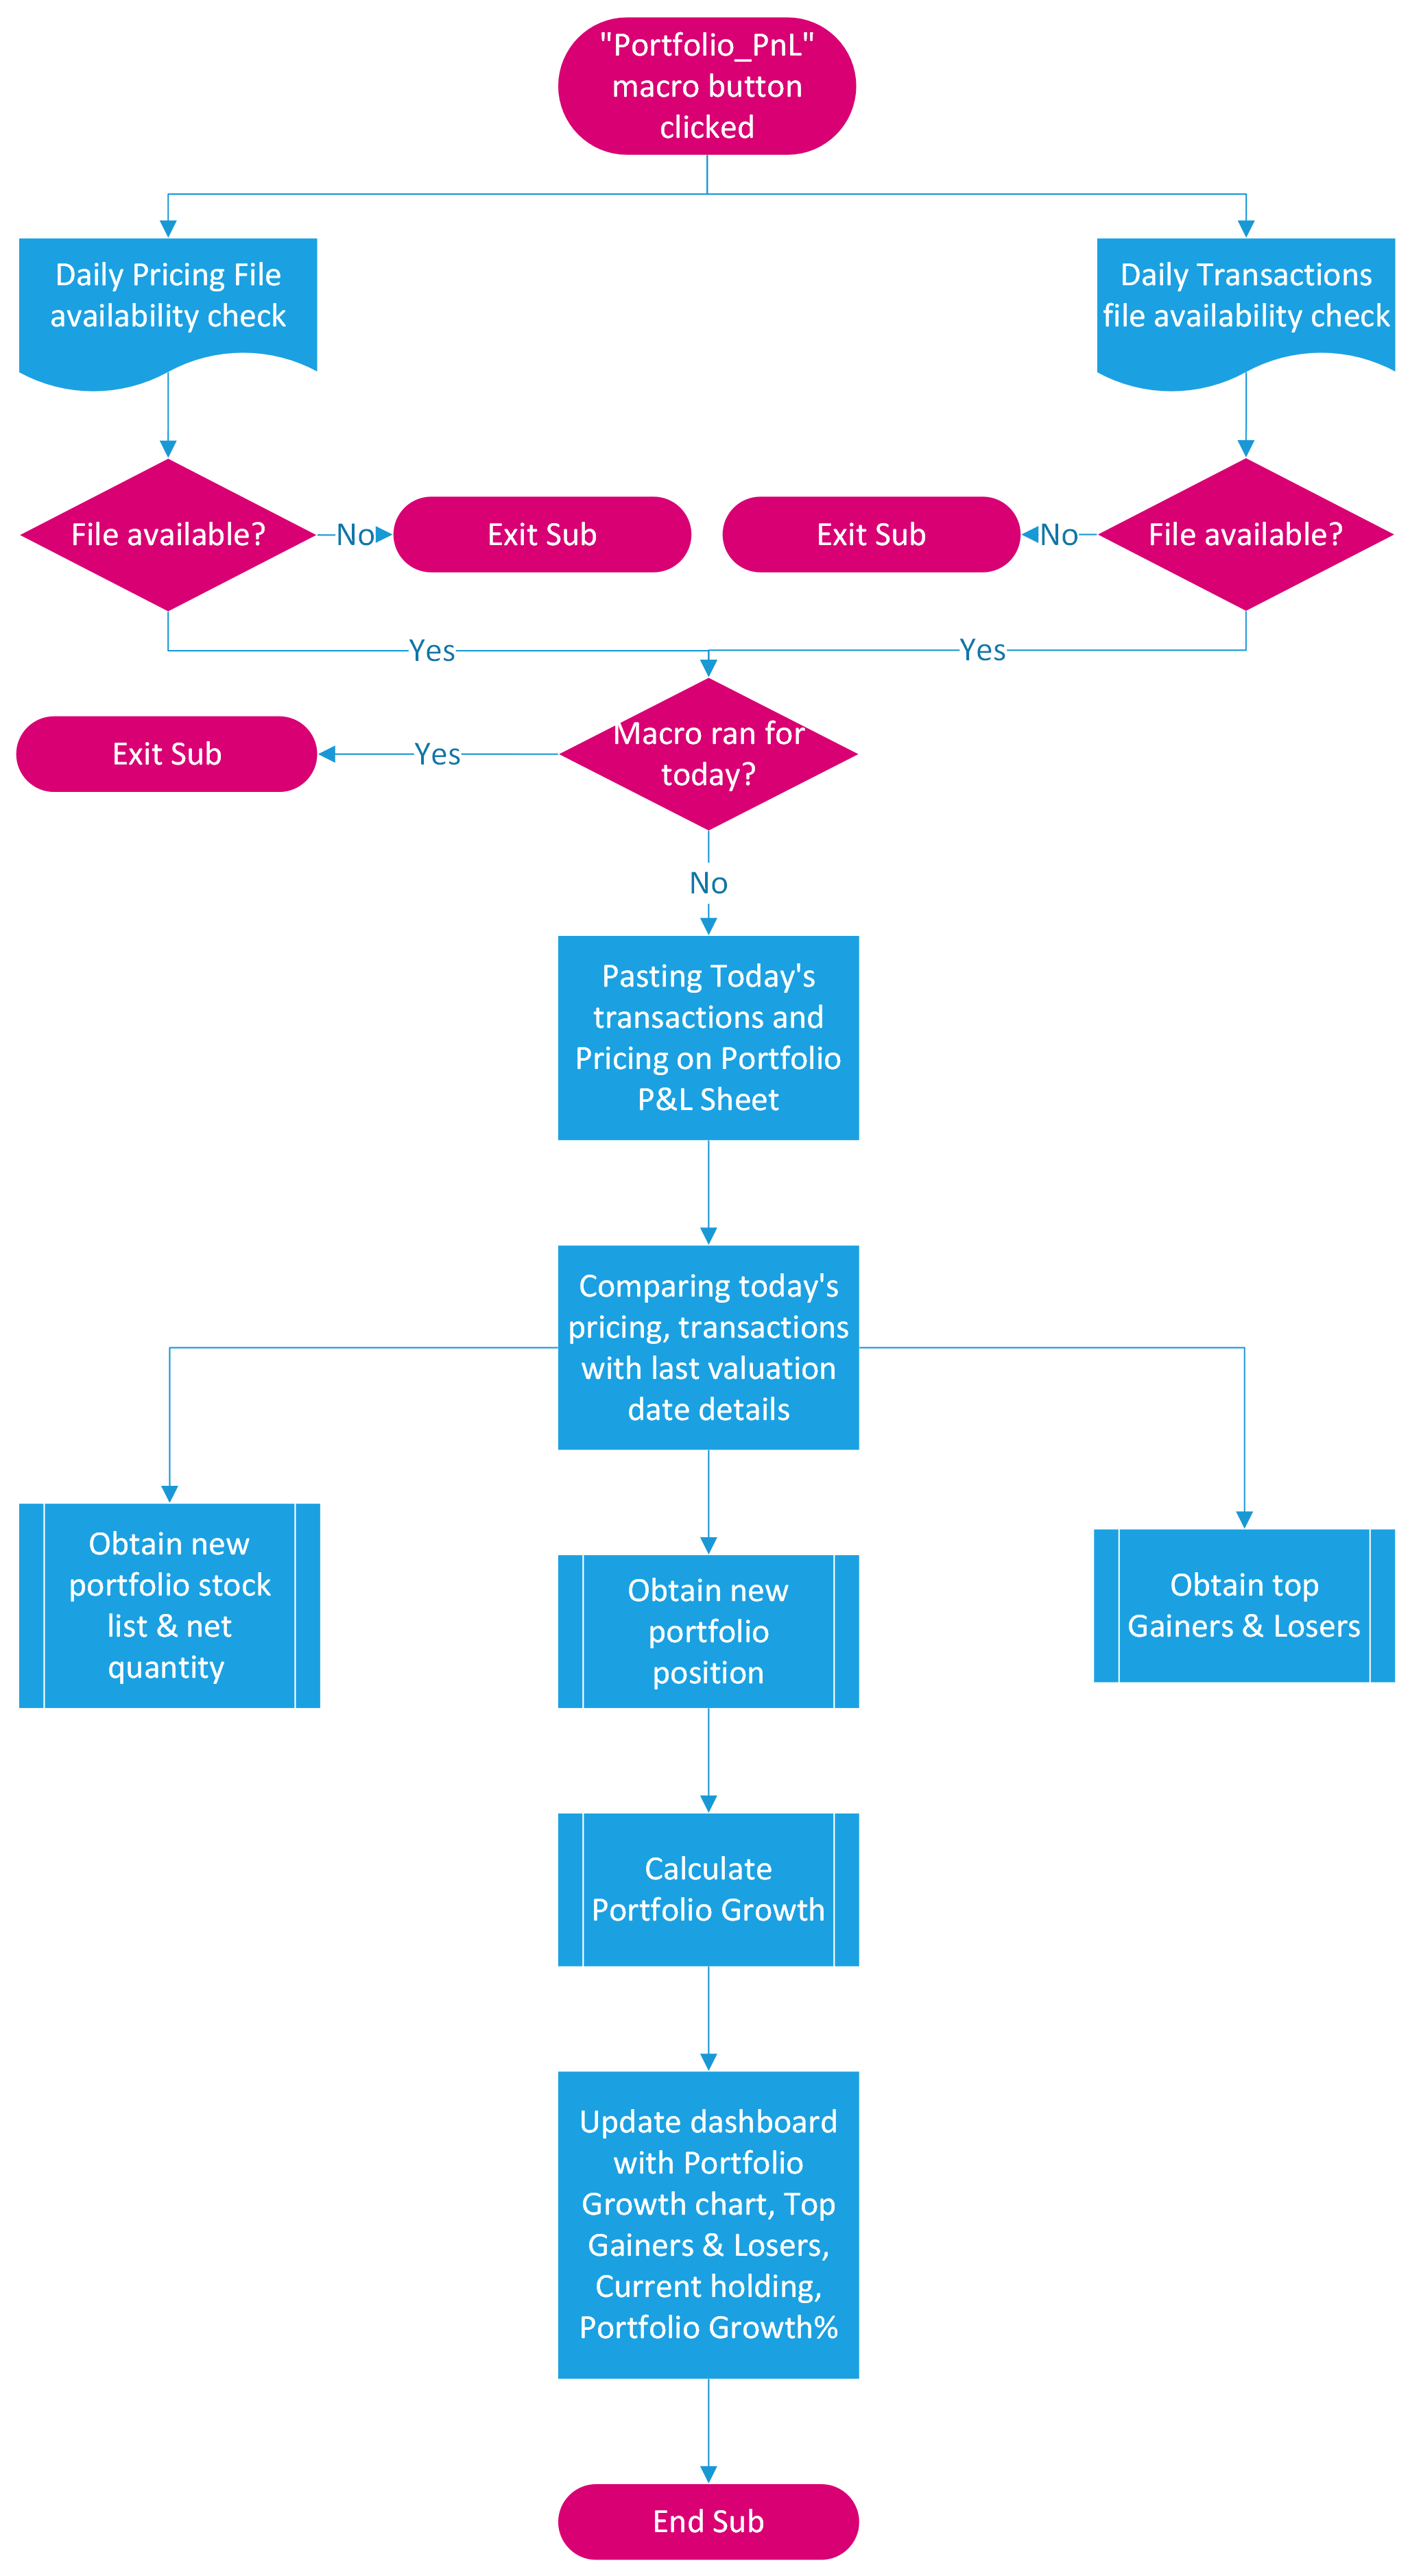 "Portfolio_PnL"
macro button
clicked
Daily Pricing File
availability check
Daily Transactions
file availability check
File available?
No
Exit Sub
Exit Sub
No
File available?
Yes
Yes
Exit Sub
Yes
Macro ran for
today?
No
Pasting Today's
transactions and
Pricing on Portfolio
P&L Sheet
Comparing today's
pricing, transactions
with last valuation
date details
Obtain new
portfolio stock
list & net
quantity
Obtain new
portfolio
position
Obtain top
Gainers & Losers
Calculate
Portfolio Growth
Update dashboard
with Portfolio
Growth chart, Top
Gainers & Losers,
Current holding,
Portfolio Growth%
End Sub